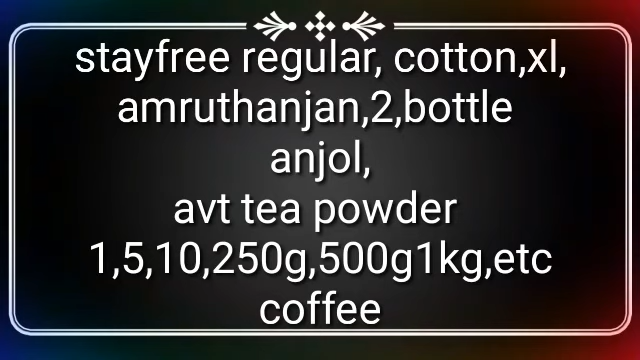 stayfree regular, cotton,xl,
amruthanjan,2,bottle
anjol,
avt tea powder
1,5,10,250g,500g1kg,etc
coffee